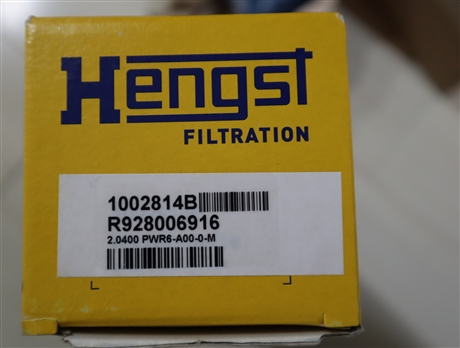 Hengst
FILTRATION
1002814B
R928006916
2.0400 PWR6-A00-0-M